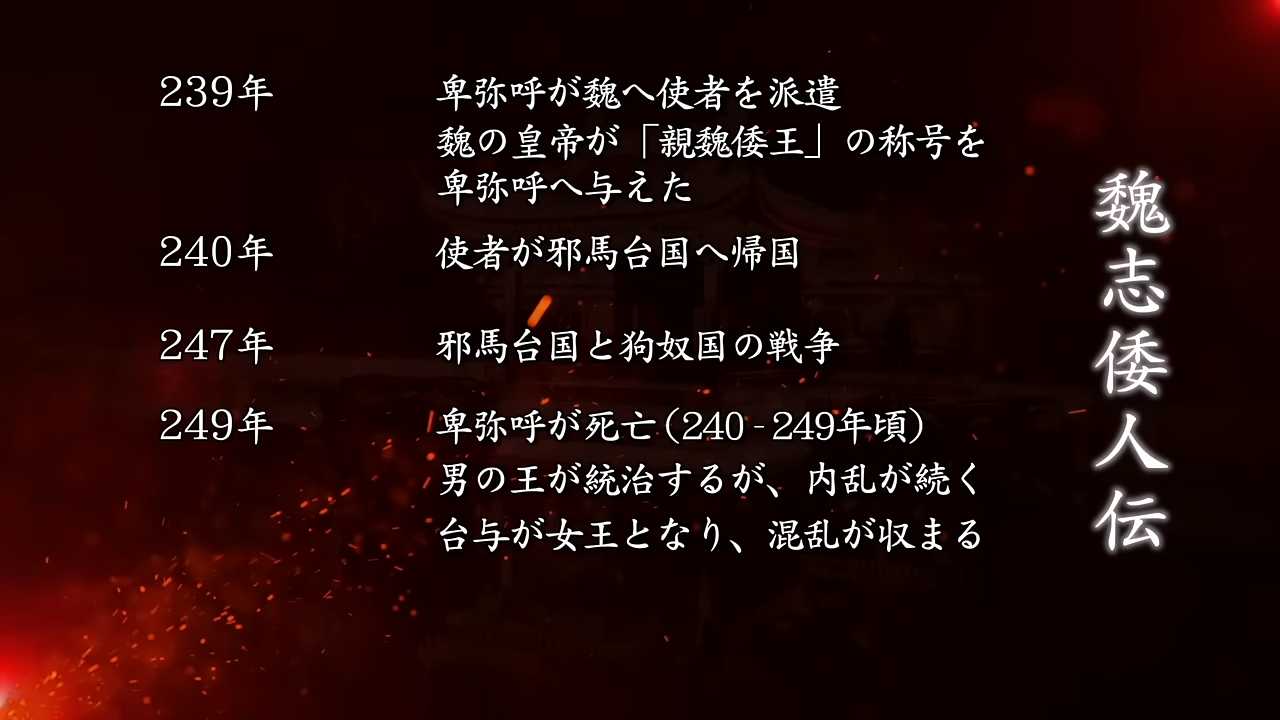 魏志倭人伝
239年 卑弥呼が魏へ使者を派遣
魏の皇帝が「親魏倭王」の称号を
卑弥呼へ与えた
240年 使者が邪馬台国へ帰国
247年 邪馬台国と狗奴国の戦争
249年 卑弥呼が死亡(240-249年頃)
男の王が統治するが、内乱が続く
台与が女王となり、混乱が収まる